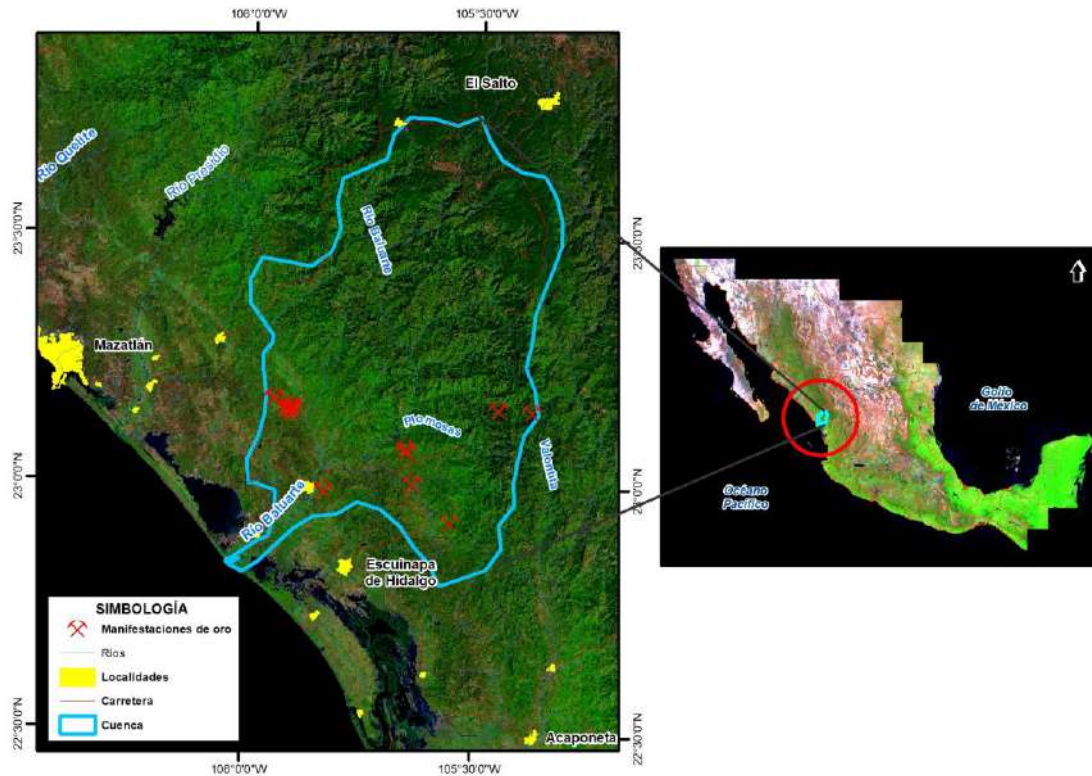 106°0'0"W
105°30'0"W
El Salto
Río Quelite
Río Presidio
23°30'0"N
Río Baluarte
23°30'0"N
Mazatlán
Plomosas
Golfo
de México
23°0'0"N
23°0'0"N
Océano
Pacífico
Río Baluarte
Escuinapa
de Hidalgo
SIMBOLOGÍA
Manifestaciones de oro
Ríos
Localidades
Carretera
Cuenca
22°30'0"N
22°30'0"N
Acaponeta
106°0'0"W
105°30'0"W